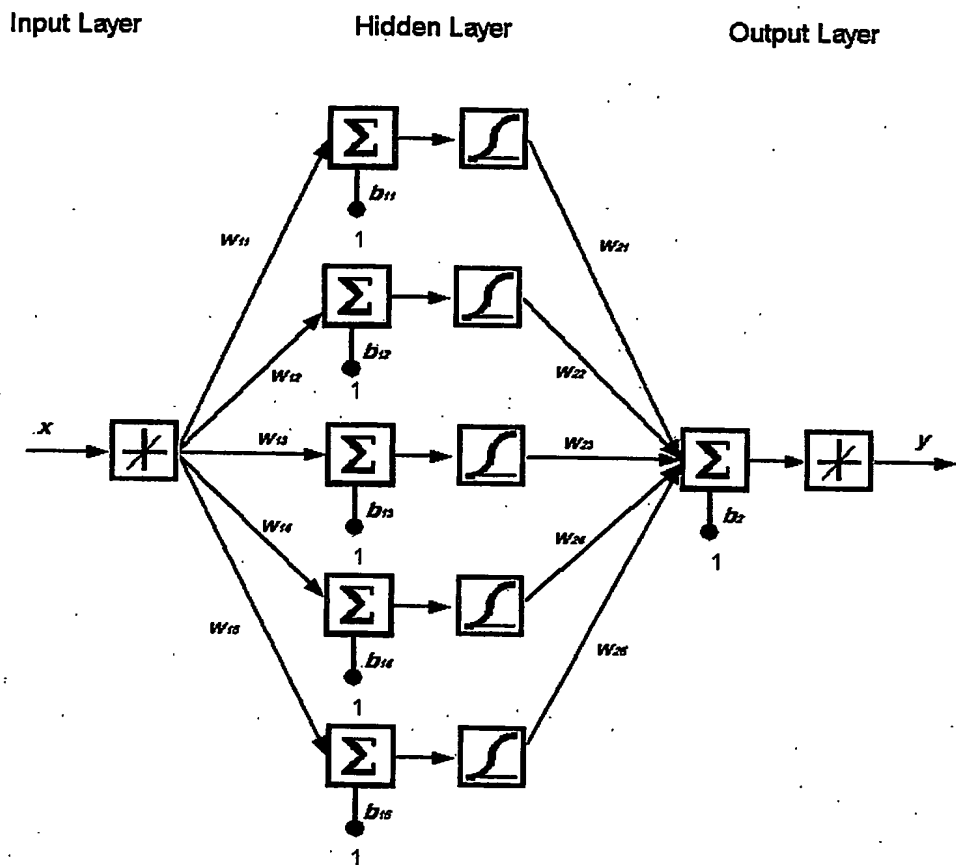 Input Layer
Hidden Layer
Output Layer
Σ
b₁₁
1
w₁₁
w₂₁
Σ
b₁₂
1
w₁₂
w₂₂
x
w₁₃
Σ
w₂₃
Σ
y
b₁₃
1
b₂
1
w₁₄
w₂₄
Σ
b₁₄
1
w₁₅
w₂₅
Σ
b₁₅
1